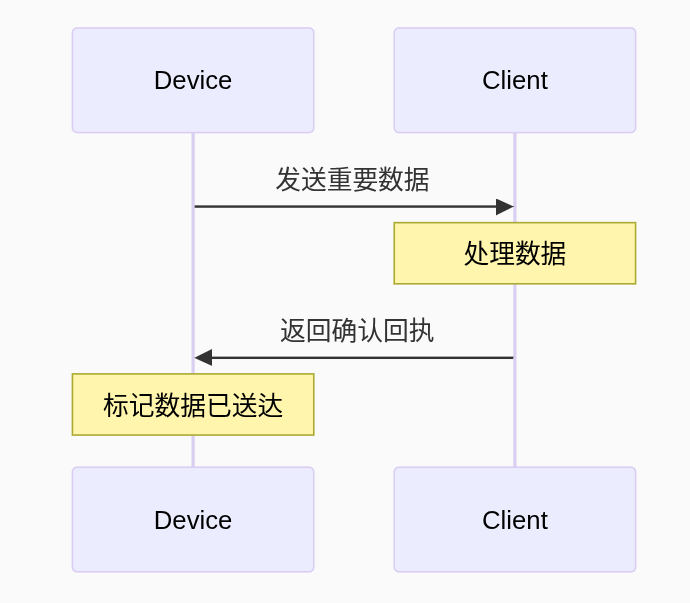 Device
Client
发送重要数据
处理数据
返回确认回执
标记数据已送达
Device
Client